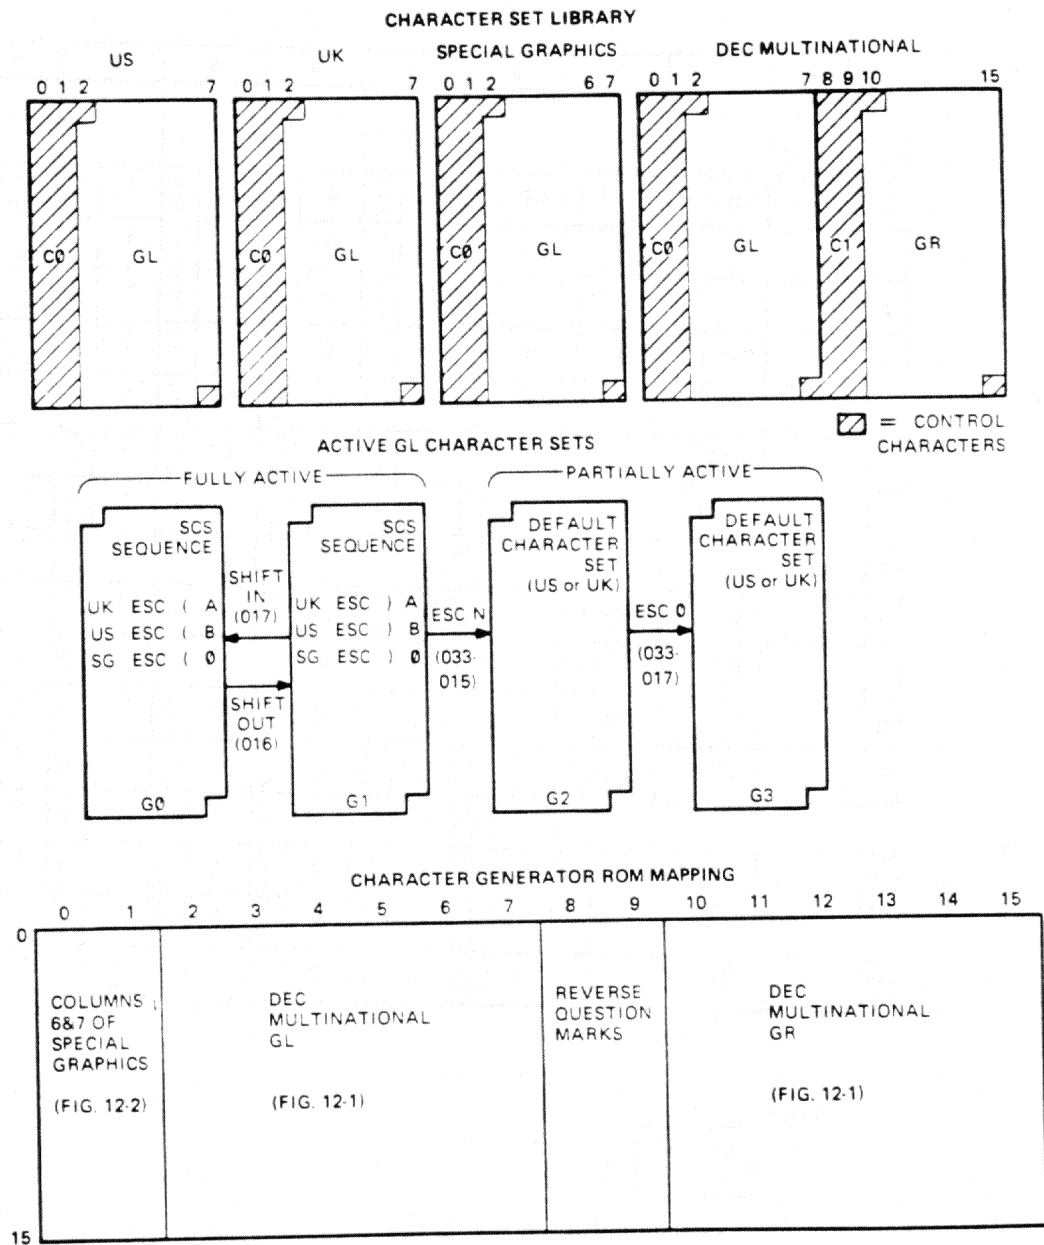 CHARACTER SET LIBRARY
US
UK
SPECIAL GRAPHICS
DEC MULTINATIONAL
0 1 2 7
0 1 2 7
0 1 2 6 7
0 1 2 7 8 9 10 15
C0 GL
C0 GL
C0 GL
C0 GL C1 GR
= CONTROL
CHARACTERS
ACTIVE GL CHARACTER SETS
FULLY ACTIVE
PARTIALLY ACTIVE
SCS
SEQUENCE
UK ESC ( A
US ESC ( B
SG ESC ( 0
G0
SHIFT
IN
(017)
SHIFT
OUT
(016)
SCS
SEQUENCE
UK ESC ) A
US ESC ) B
SG ESC ) 0
G1
ESC N
(033-
015)
DEFAULT
CHARACTER
SET
(US or UK)
G2
ESC 0
(033-
017)
DEFAULT
CHARACTER
SET
(US or UK)
G3
CHARACTER GENERATOR ROM MAPPING
0 1 2 3 4 5 6 7 8 9 10 11 12 13 14 15
0
COLUMNS
6&7 OF
SPECIAL
GRAPHICS
(FIG. 12-2)
DEC
MULTINATIONAL
GL
(FIG. 12-1)
REVERSE
QUESTION
MARKS
DEC
MULTINATIONAL
GR
(FIG. 12-1)
15